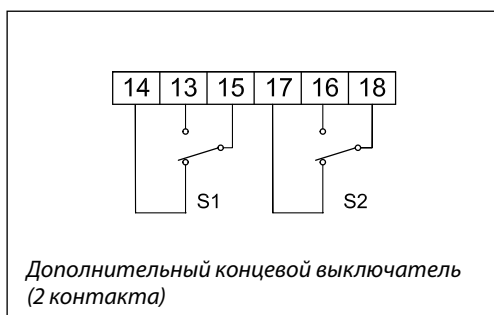 14 13 15 17 16 18
S1 S2
Дополнительный концевой выключатель
(2 контакта)